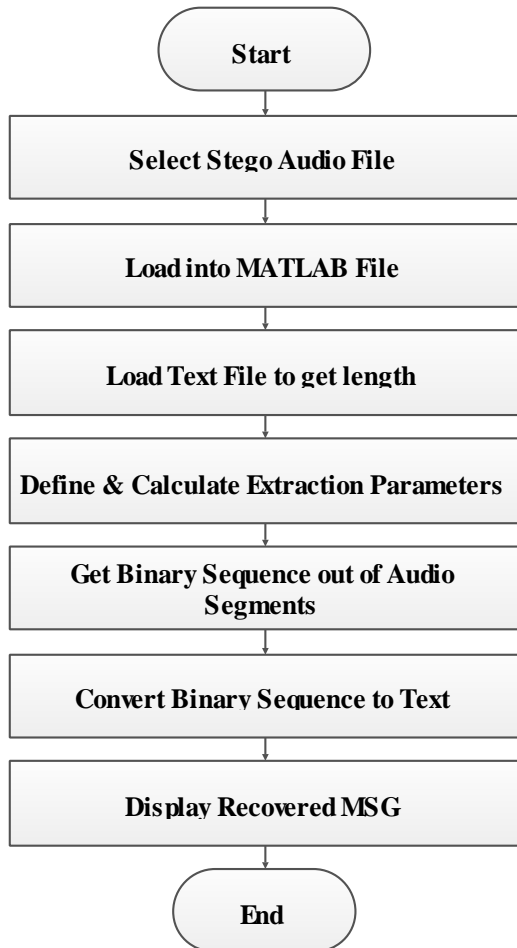 Start
Select Stego Audio File
Load into MATLAB File
Load Text File to get length
Define & Calculate Extraction Parameters
Get Binary Sequence out of Audio
Segments
Convert Binary Sequence to Text
Display Recovered MSG
End